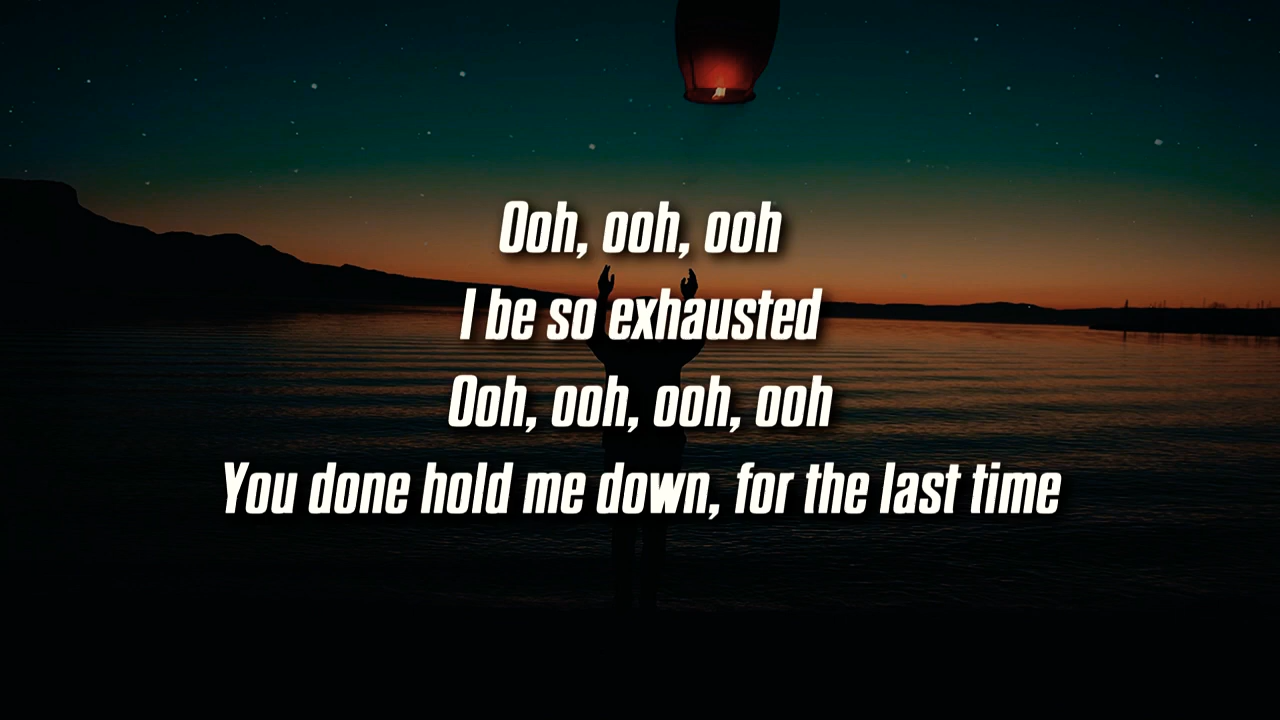 Ooh, ooh, ooh
I be so exhausted
Ooh, ooh, ooh, ooh
You done hold me down, for the last time